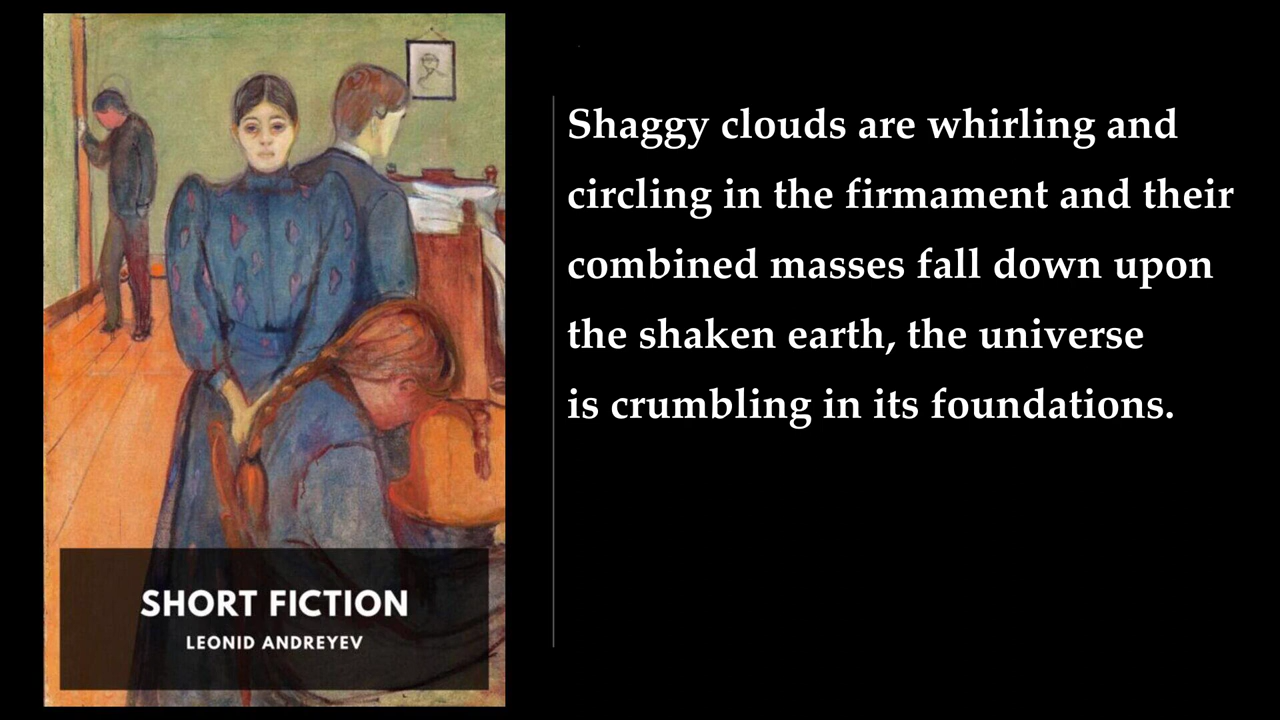 Shaggy clouds are whirling and
circling in the firmament and their
combined masses fall down upon
the shaken earth, the universe
is crumbling in its foundations.
SHORT FICTION
LEONID ANDREYEV